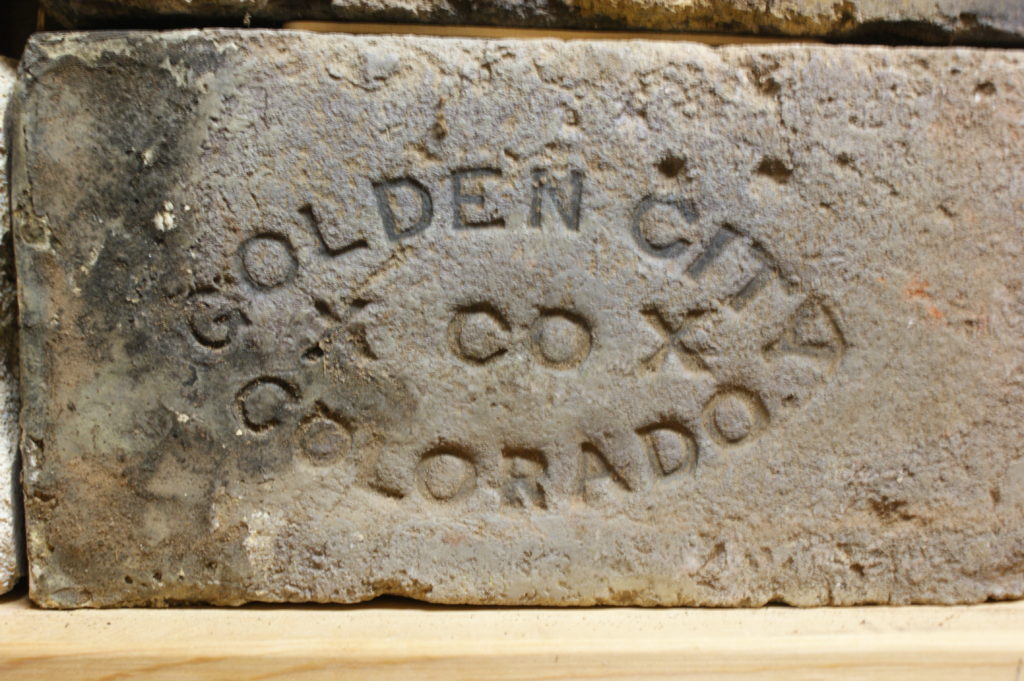 GOLDEN CITY
X CO X
COLORADO.